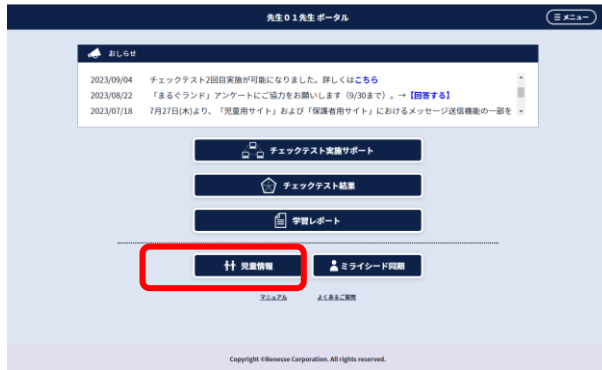 先生01先生ポータル
メニュー
おしらせ
2023/09/04 チェックテスト2回目実施が可能になりました。詳しくはこちら
2023/08/22 「まるぐランド」アンケートにご協力をお願いします（9/30まで）。→【回答する】
2023/07/18 7月27日(木)より、「児童用サイト」および「保護者用サイト」におけるメッセージ送信機能の一部を
チェックテスト実施サポート
チェックテスト結果
学習レポート
児童情報 ミライシード同期
マニュアル よくあるご質問
Copyright ©Benesse Corporation. All rights reserved.